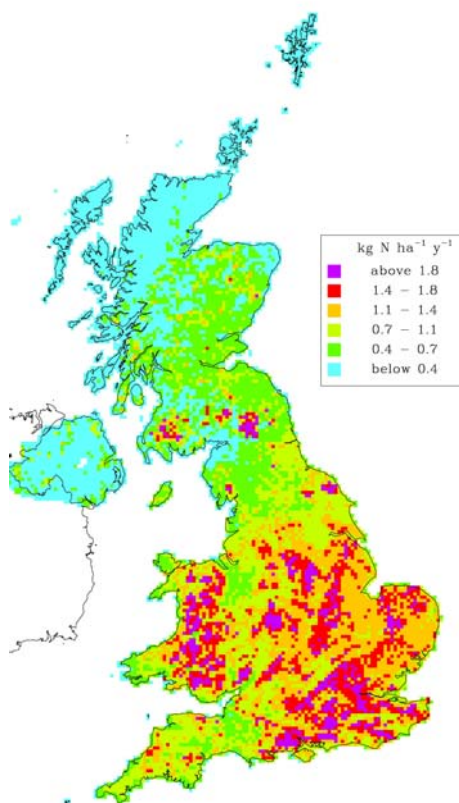 kg N ha⁻¹ y⁻¹
above 1.8
1.4 – 1.8
1.1 – 1.4
0.7 – 1.1
0.4 – 0.7
below 0.4